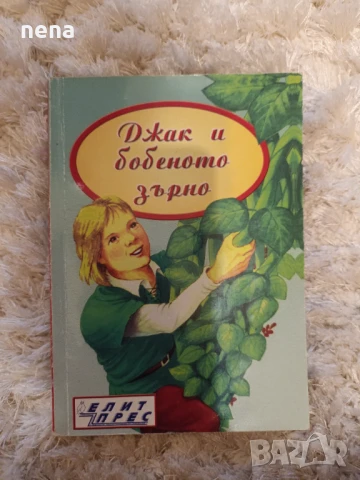 nena
Джак и
бобеното
зърно
ЕЛИТ
ПРЕС
BAZAR